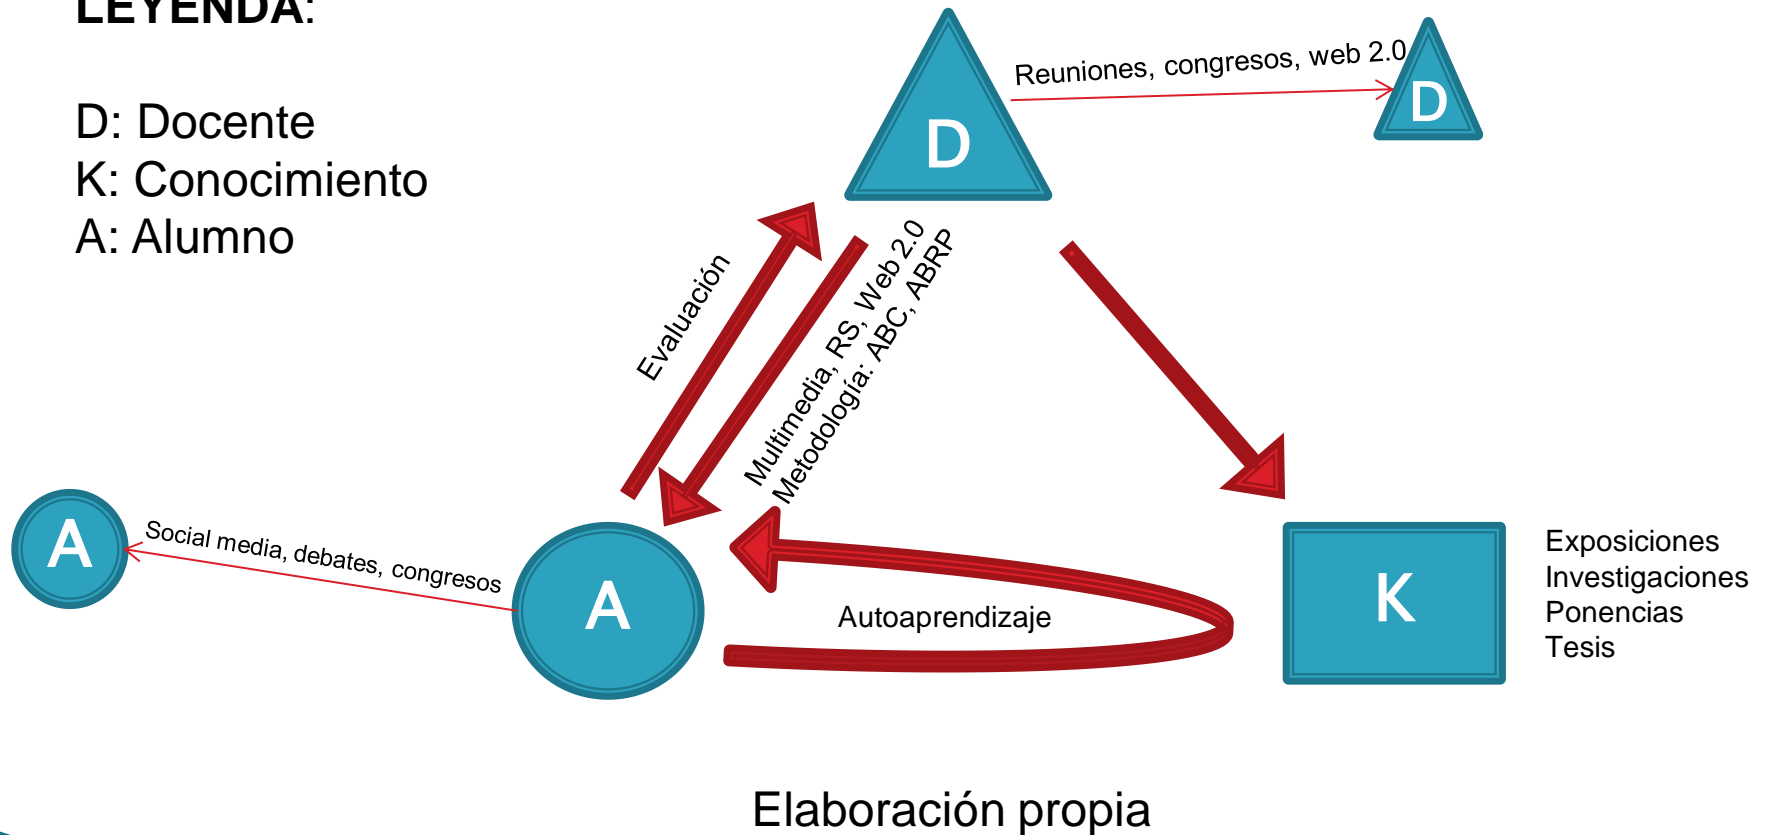 LEYENDA:
D: Docente
K: Conocimiento
A: Alumno
D
Reuniones, congresos, web 2.0
D
Evaluación
Multimedia, RS, Web 2.0
Metodología: ABC, ABRP
A
Social media, debates, congresos
A
Autoaprendizaje
K
Exposiciones
Investigaciones
Ponencias
Tesis
Elaboración propia